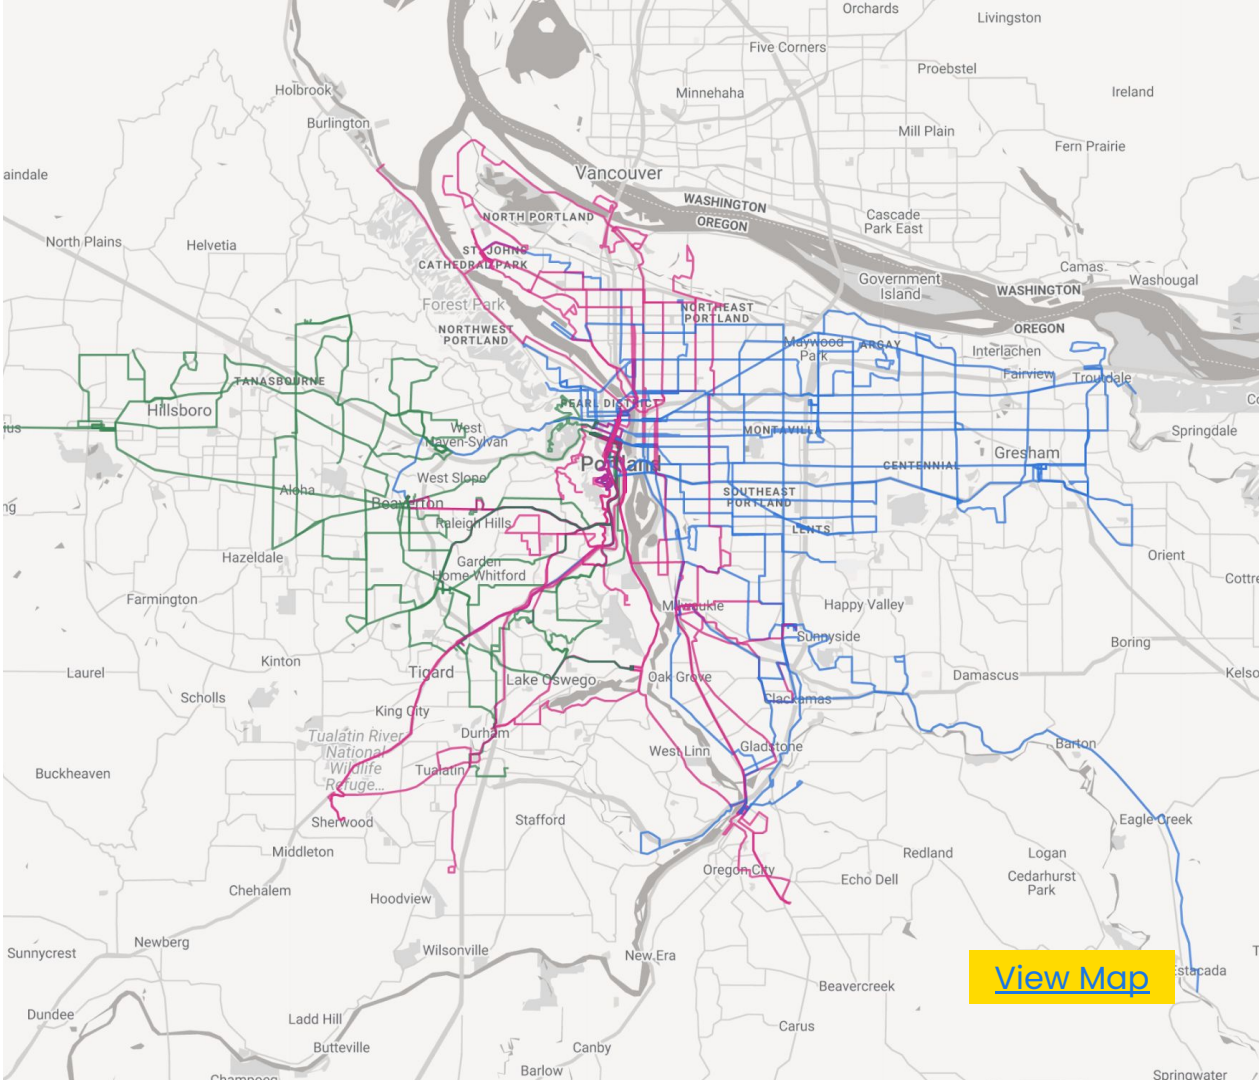 Orchards
Livingston
Five Corners
Proebstel
Minnehaha
Ireland
Holbrook
Burlington
Mill Plain
Fern Prairie
aindale
Vancouver
WASHINGTON
OREGON
NORTH PORTLAND
Cascade
Park East
North Plains
Helvetia
ST. JOHNS
CATHEDRAL PARK
Camas
Washougal
Government
Island
WASHINGTON
OREGON
Forest Park
NORTHEAST
PORTLAND
NORTHWEST
PORTLAND
Maywood
Park
ARGAY
Interlachen
Fairview
Troutdale
TANASBOURNE
Hillsboro
PEARL DISTRICT
ius
West
Haven-Sylvan
MONTAVILLA
Springdale
Portland
Gresham
CENTENNIAL
West Slope
Aloha
SOUTHEAST
PORTLAND
Beaverton
ng
Raleigh Hills
LENTS
Hazeldale
Garden
Home-Whitford
Orient
Cottre
Farmington
Milwaukie
Happy Valley
Sunnyside
Boring
Kinton
Laurel
Tigard
Lake Oswego
Oak Grove
Damascus
Kelso
Scholls
Clackamas
King City
Tualatin River
National
Wildlife
Refuge...
Durham
West Linn
Gladstone
Barton
Buckheaven
Tualatin
Sherwood
Stafford
Eagle Creek
Middleton
Redland
Logan
Oregon City
Echo Dell
Cedarhurst
Park
Chehalem
Hoodview
Newberg
Sunnycrest
Wilsonville
New Era
View Map
Estacada
Beavercreek
Dundee
Ladd Hill
Carus
Butteville
Canby
Barlow
Champoeg
Springwater